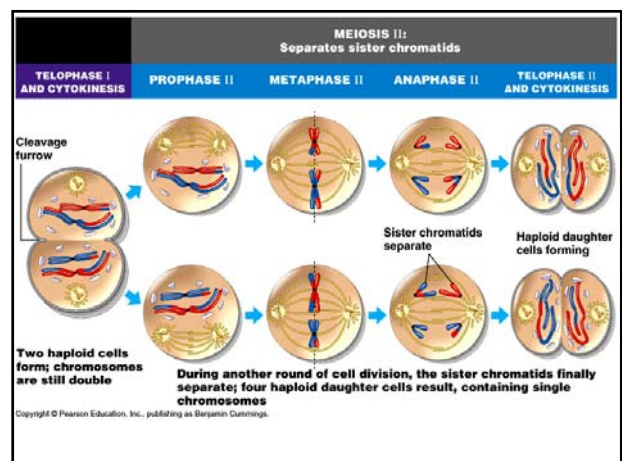 MEIOSIS II:
Separates sister chromatids
TELOPHASE I
AND CYTOKINESIS
PROPHASE II
METAPHASE II
ANAPHASE II
TELOPHASE II
AND CYTOKINESIS
Cleavage
furrow
Sister chromatids
separate
Haploid daughter
cells forming
Two haploid cells
form; chromosomes
are still double
During another round of cell division, the sister chromatids finally
separate; four haploid daughter cells result, containing single
chromosomes
Copyright © Pearson Education, Inc., publishing as Benjamin Cummings.